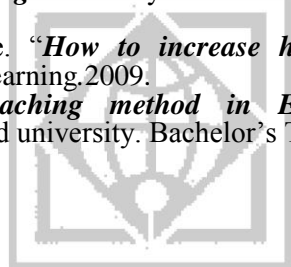 e. “How to increase h
earning.2009.
aching method in E
d university. Bachelor’s T